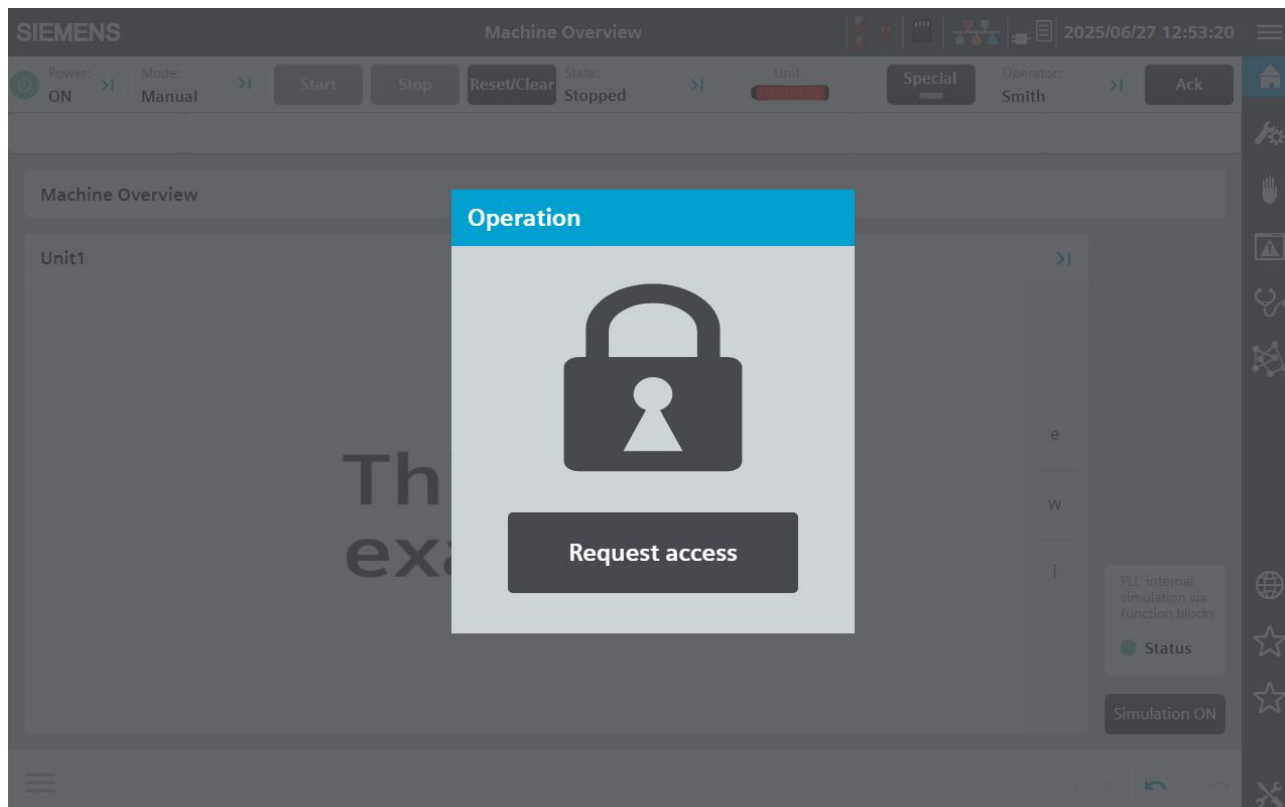 SIEMENS
Machine Overview
2025/06/27 12:53:20
Power:
ON
Mode:
Manual
Start
Stop
Reset/Clear
State:
Stopped
Unit
Special
Operator:
Smith
Ack
Machine Overview
Unit1
Operation
Th
exa
Request access
e
w
i
PLC internal
simulation via
function blocks
Status
Simulation ON